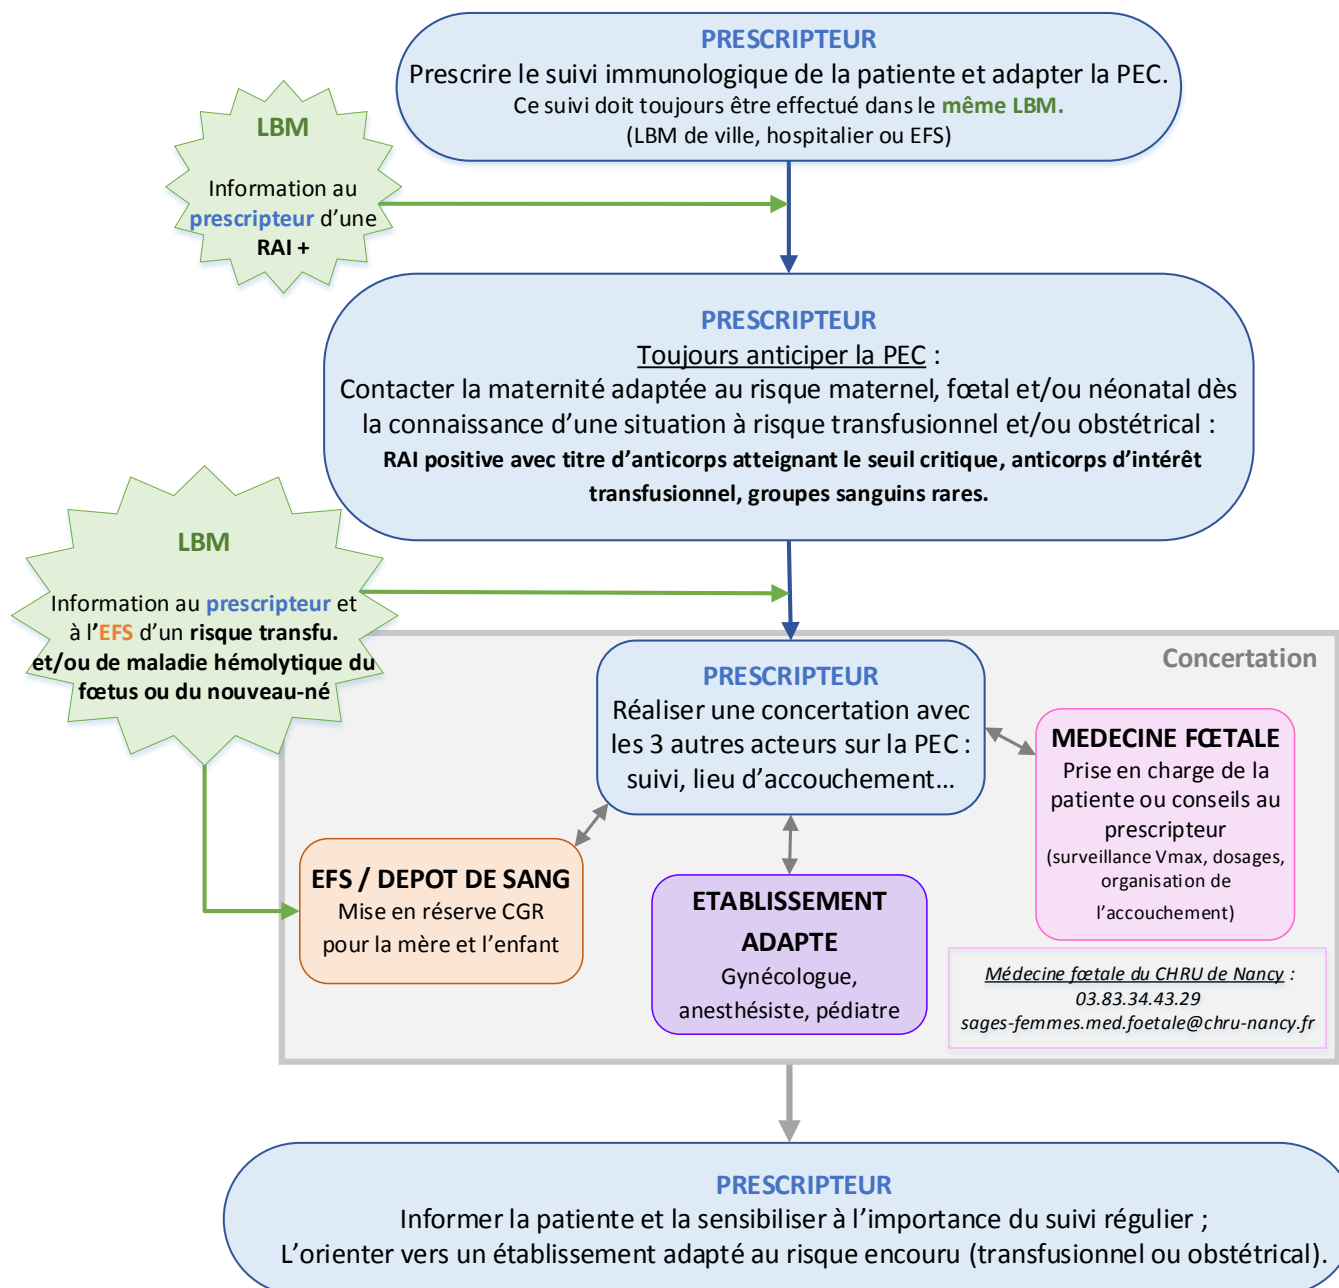 PRESCRIPTEUR
Prescrire le suivi immunologique de la patiente et adapter la PEC.
Ce suivi doit toujours être effectué dans le même LBM.
(LBM de ville, hospitalier ou EFS)
LBM
Information au
prescripteur d’une
RAI +
PRESCRIPTEUR
Toujours anticiper la PEC :
Contacter la maternité adaptée au risque maternel, fœtal et/ou néonatal dès
la connaissance d’une situation à risque transfusionnel et/ou obstétrical :
RAI positive avec titre d’anticorps atteignant le seuil critique, anticorps d’intérêt
transfusionnel, groupes sanguins rares.
LBM
Information au prescripteur et
à l’EFS d’un risque transfu.
et/ou de maladie hémolytique du
fœtus ou du nouveau-né
Concertation
PRESCRIPTEUR
Réaliser une concertation avec
les 3 autres acteurs sur la PEC :
suivi, lieu d’accouchement…
MEDECINE FŒTALE
Prise en charge de la
patiente ou conseils au
prescripteur
(surveillance Vmax, dosages,
organisation de
l’accouchement)
EFS / DEPOT DE SANG
Mise en réserve CGR
pour la mère et l’enfant
ETABLISSEMENT
ADAPTE
Gynécologue,
anesthésiste, pédiatre
Médecine fœtale du CHRU de Nancy :
03.83.34.43.29
sages-femmes.med.foetale@chru-nancy.fr
PRESCRIPTEUR
Informer la patiente et la sensibiliser à l’importance du suivi régulier ;
L’orienter vers un établissement adapté au risque encouru (transfusionnel ou obstétrical).